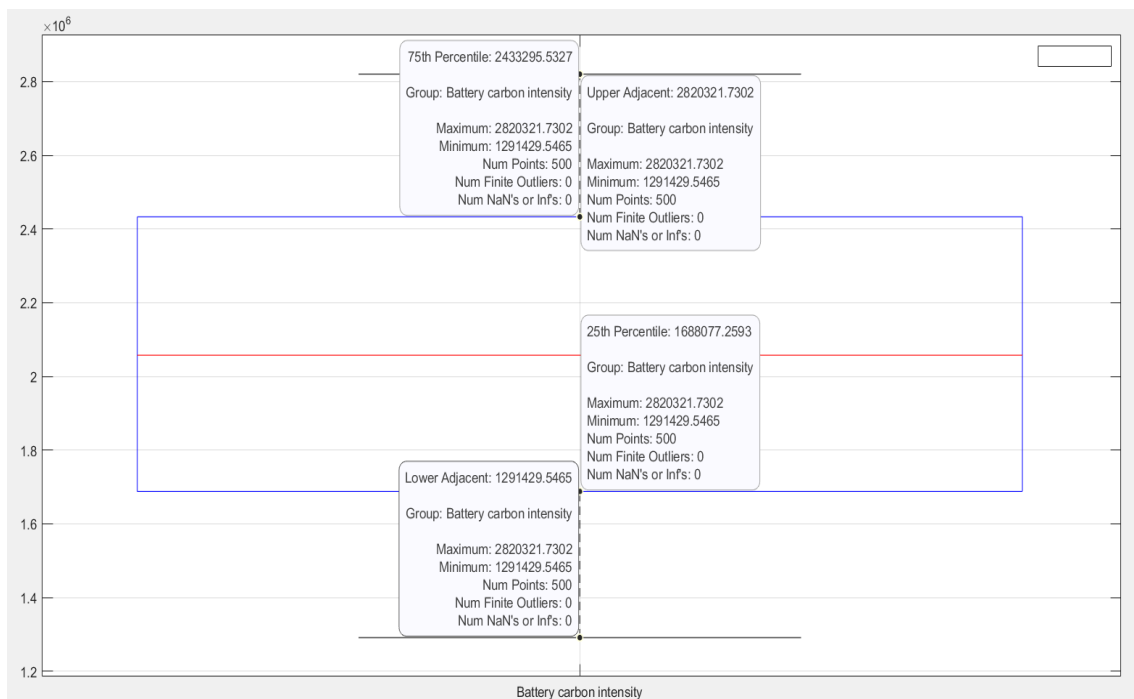 ×10⁶
2.8
2.6
2.4
2.2
2
1.8
1.6
1.4
1.2
75th Percentile: 2433295.5327
Group: Battery carbon intensity
Maximum: 2820321.7302
Minimum: 1291429.5465
Num Points: 500
Num Finite Outliers: 0
Num NaN's or Inf's: 0
Upper Adjacent: 2820321.7302
Group: Battery carbon intensity
Maximum: 2820321.7302
Minimum: 1291429.5465
Num Points: 500
Num Finite Outliers: 0
Num NaN's or Inf's: 0
25th Percentile: 1688077.2593
Group: Battery carbon intensity
Maximum: 2820321.7302
Minimum: 1291429.5465
Num Points: 500
Num Finite Outliers: 0
Num NaN's or Inf's: 0
Lower Adjacent: 1291429.5465
Group: Battery carbon intensity
Maximum: 2820321.7302
Minimum: 1291429.5465
Num Points: 500
Num Finite Outliers: 0
Num NaN's or Inf's: 0
Battery carbon intensity